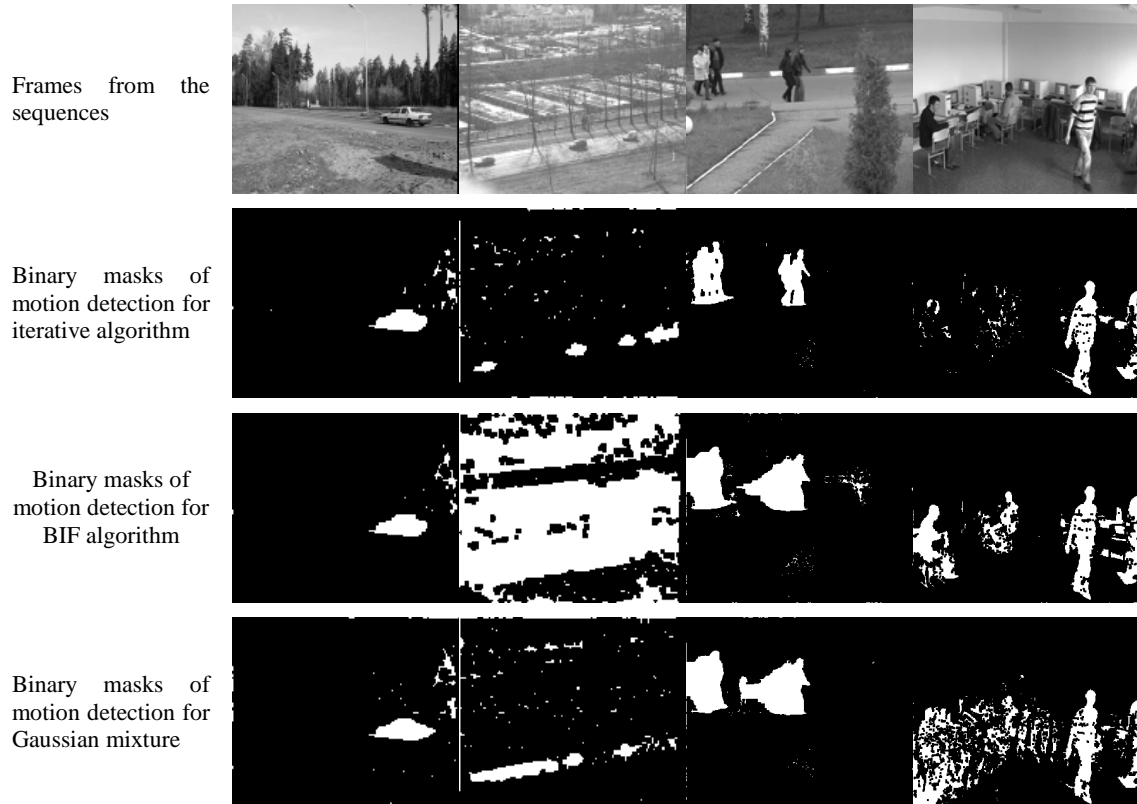 Frames from the
sequences
Binary masks of
motion detection for
iterative algorithm
Binary masks of
motion detection for
BIF algorithm
Binary masks of
motion detection for
Gaussian mixture